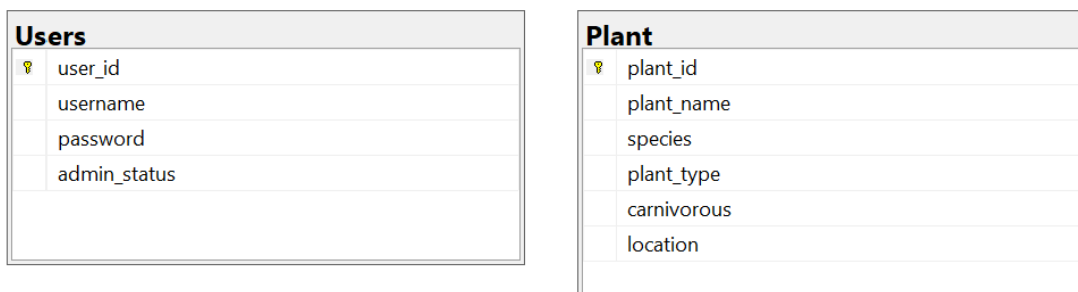 Users
user_id
username
password
admin_status
Plant
plant_id
plant_name
species
plant_type
carnivorous
location